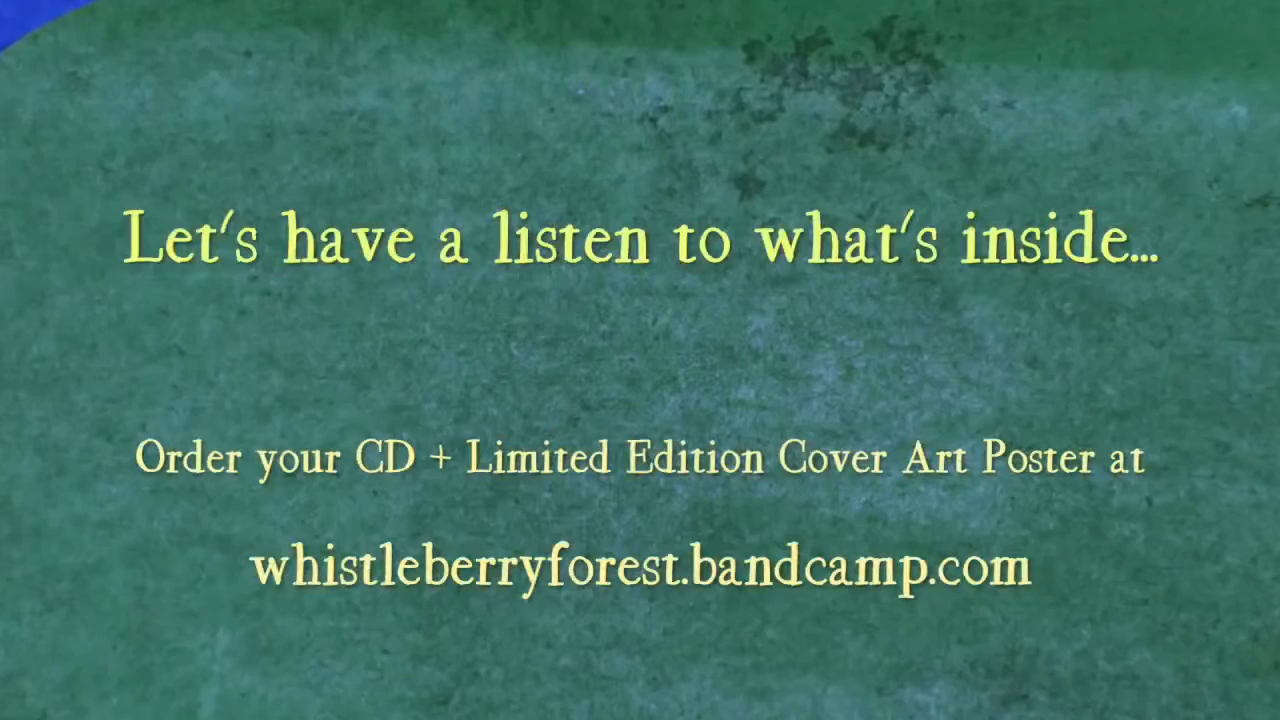 Let's have a listen to what's inside...
Order your CD + Limited Edition Cover Art Poster at
whistleberryforest.bandcamp.com